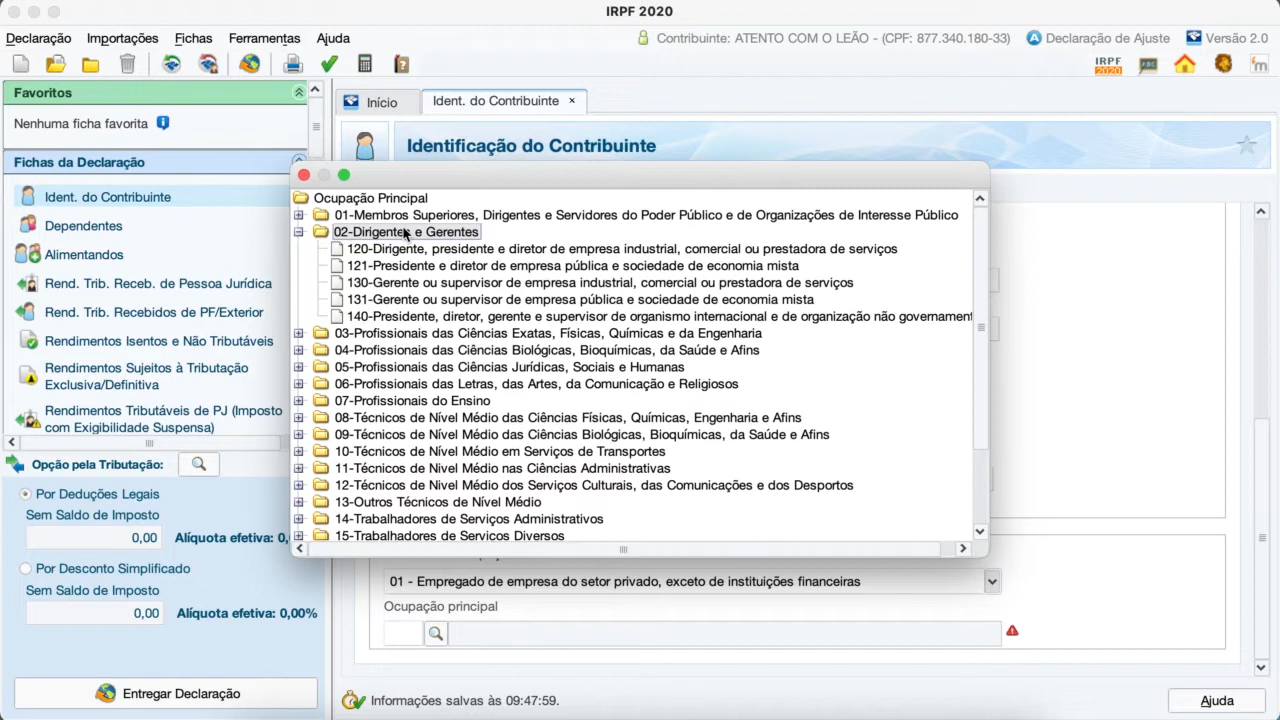 IRPF 2020
Declaração Importações Fichas Ferramentas Ajuda
Contribuinte: ATENTO COM O LEÃO - (CPF: 877.340.180-33) Declaração de Ajuste Versão 2.0
IRPF
2020
Favoritos
Nenhuma ficha favorita
Fichas da Declaração
Ident. do Contribuinte
Dependentes
Alimentandos
Rend. Trib. Receb. de Pessoa Jurídica
Rend. Trib. Recebidos de PF/Exterior
Rendimentos Isentos e Não Tributáveis
Rendimentos Sujeitos à Tributação
Exclusiva/Definitiva
Rendimentos Tributáveis de PJ (Imposto
com Exigibilidade Suspensa)
Opção pela Tributação:
Por Deduções Legais
Sem Saldo de Imposto
0,00 Alíquota efetiva: 0,
Por Desconto Simplificado
Sem Saldo de Imposto
0,00 Alíquota efetiva: 0,00%
Entregar Declaração
Início
Ident. do Contribuinte ×
Identificação do Contribuinte
Ocupação Principal
01-Membros Superiores, Dirigentes e Servidores do Poder Público e de Organizações de Interesse Público
02-Dirigentes e Gerentes
120-Dirigente, presidente e diretor de empresa industrial, comercial ou prestadora de serviços
121-Presidente e diretor de empresa pública e sociedade de economia mista
130-Gerente ou supervisor de empresa industrial, comercial ou prestadora de serviços
131-Gerente ou supervisor de empresa pública e sociedade de economia mista
140-Presidente, diretor, gerente e supervisor de organismo internacional e de organização não governament
03-Profissionais das Ciências Exatas, Físicas, Químicas e da Engenharia
04-Profissionais das Ciências Biológicas, Bioquímicas, da Saúde e Afins
05-Profissionais das Ciências Jurídicas, Sociais e Humanas
06-Profissionais das Letras, das Artes, da Comunicação e Religiosos
07-Profissionais do Ensino
08-Técnicos de Nível Médio das Ciências Físicas, Químicas, Engenharia e Afins
09-Técnicos de Nível Médio das Ciências Biológicas, Bioquímicas, da Saúde e Afins
10-Técnicos de Nivel Médio em Serviços de Transportes
11-Técnicos de Nivel Médio nas Ciências Administrativas
12-Técnicos de Nivel Médio dos Serviços Culturais, das Comunicações e dos Desportos
13-Outros Técnicos de Nível Médio
14-Trabalhadores de Serviços Administrativos
15-Trabalhadores de Serviços Diversos
01 - Empregado de empresa do setor privado, exceto de instituições financeiras
Ocupação principal
Informações salvas às 09:47:59.
Ajuda